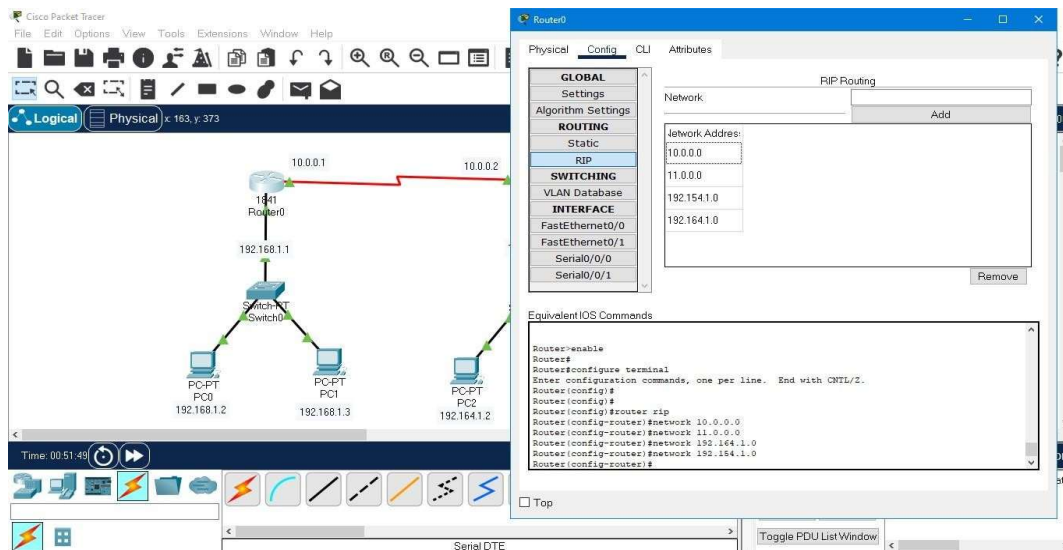 Cisco Packet Tracer
File Edit Options View Tools Extensions Window Help
Logical
Physical
x: 163, y: 373
10.0.0.1
10.0.0.2
1841
Router0
192.168.1.1
Switch-PT
Switch0
PC-PT
PC0
192.168.1.2
PC-PT
PC1
192.168.1.3
PC-PT
PC2
192.164.1.2
Time: 00:51:49
Serial DTE
Toggle PDU List Window
Router0
Physical Config CLI Attributes
GLOBAL
Settings
Algorithm Settings
ROUTING
Static
RIP
SWITCHING
VLAN Database
INTERFACE
FastEthernet0/0
FastEthernet0/1
Serial0/0/0
Serial0/0/1
RIP Routing
Network
Add
10.0.0.0
11.0.0.0
192.154.1.0
192.164.1.0
Remove
Equivalent IOS Commands
Router>enable
Router#
Router#configure terminal
Enter configuration commands, one per line. End with CNTL/Z.
Router(config)#
Router(config)#
Router(config)#router rip
Router(config-router)#network 10.0.0.0
Router(config-router)#network 11.0.0.0
Router(config-router)#network 192.164.1.0
Router(config-router)#network 192.154.1.0
Router(config-router)#
Top